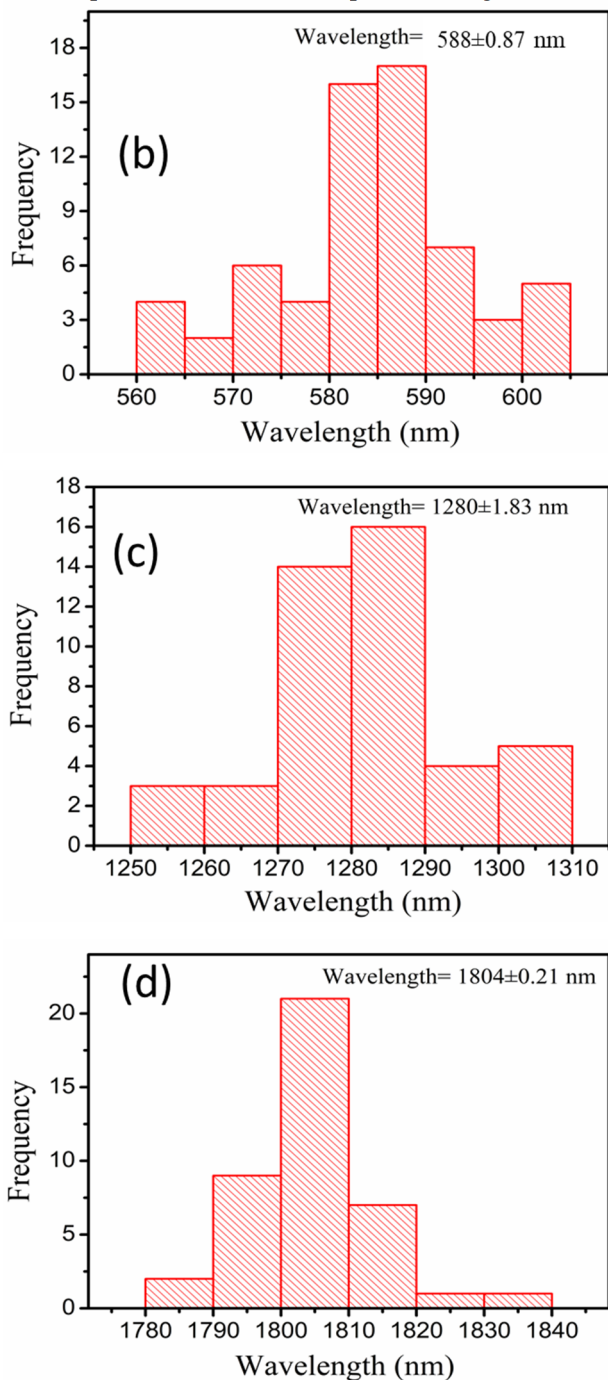 Wavelength= 588±0.87 nm
(b)
Frequency
18
15
12
9
6
3
0
560 570 580 590 600
Wavelength (nm)
Wavelength= 1280±1.83 nm
(c)
Frequency
18
16
14
12
10
8
6
4
2
0
1250 1260 1270 1280 1290 1300 1310
Wavelength (nm)
(d)
Wavelength= 1804±0.21 nm
Frequency
20
15
10
5
0
1780 1790 1800 1810 1820 1830 1840
Wavelength (nm)